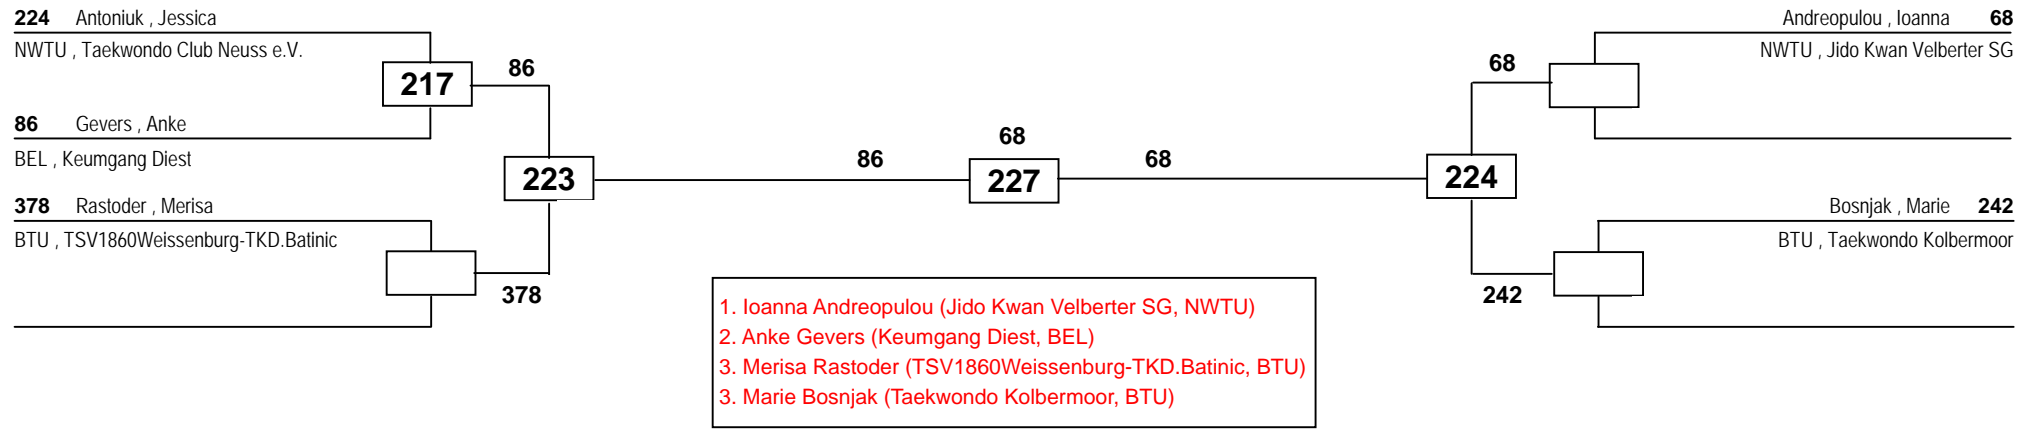 224 Antoniuk , Jessica
NWTU , Taekwondo Club Neuss e.V.
217
86
86 Gevers , Anke
BEL , Keumgang Diest
223
378 Rastoder , Merisa
BTU , TSV1860Weissenburg-TKD.Batinic
378
86
68
227
68
Andreopulou , Ioanna 68
NWTU , Jido Kwan Velberter SG
68
224
Bosnjak , Marie 242
BTU , Taekwondo Kolbermoor
242
1. Ioanna Andreopulou (Jido Kwan Velberter SG, NWTU)
2. Anke Gevers (Keumgang Diest, BEL)
3. Merisa Rastoder (TSV1860Weissenburg-TKD.Batinic, BTU)
3. Marie Bosnjak (Taekwondo Kolbermoor, BTU)